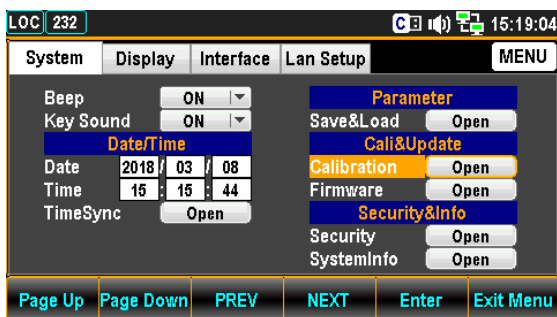 LOC 232 C 15:19:04
System Display Interface Lan Setup MENU
Beep ON
Key Sound ON
Date/Time
Date 2018 / 03 / 08
Time 15 : 15 : 44
TimeSync Open
Parameter
Save&Load Open
Cali&Update
Calibration Open
Firmware Open
Security&Info
Security Open
SystemInfo Open
Page Up Page Down PREV NEXT Enter Exit Menu